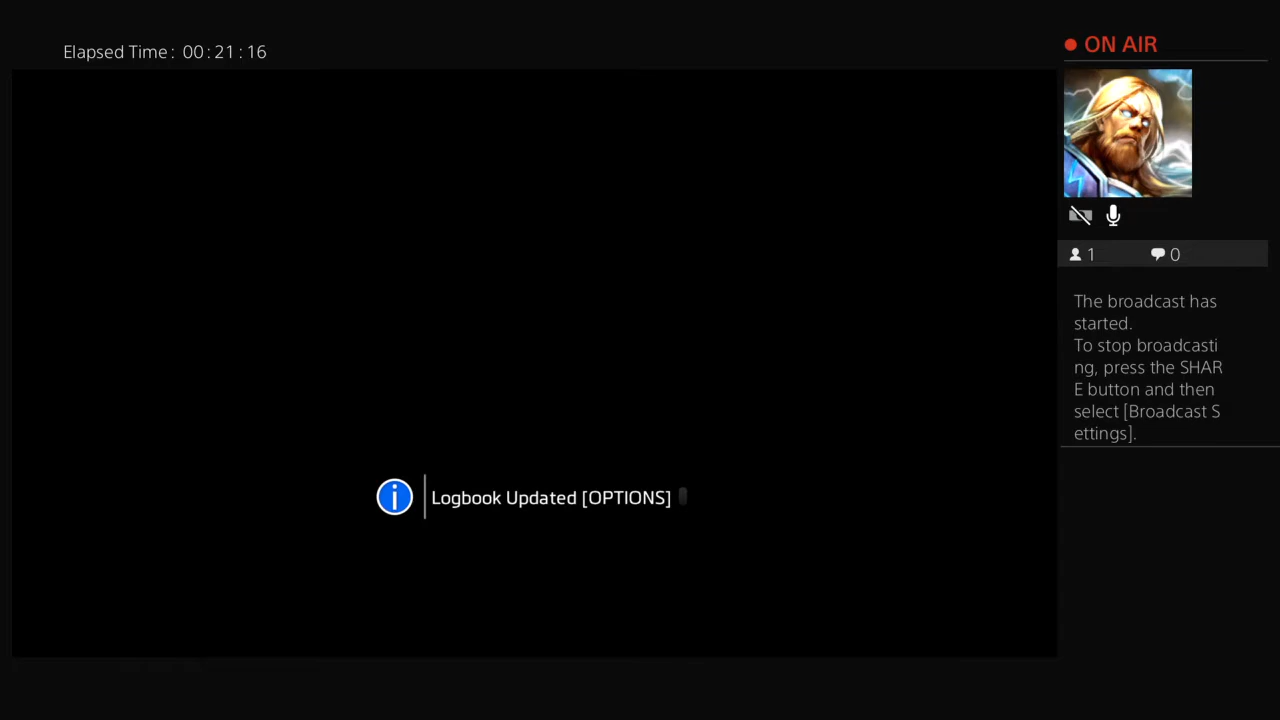 Elapsed Time: 00:21:16
ON AIR
1
0
The broadcast has
started.
To stop broadcasti
ng, press the SHAR
E button and then
select [Broadcast S
ettings].
Logbook Updated [OPTIONS]